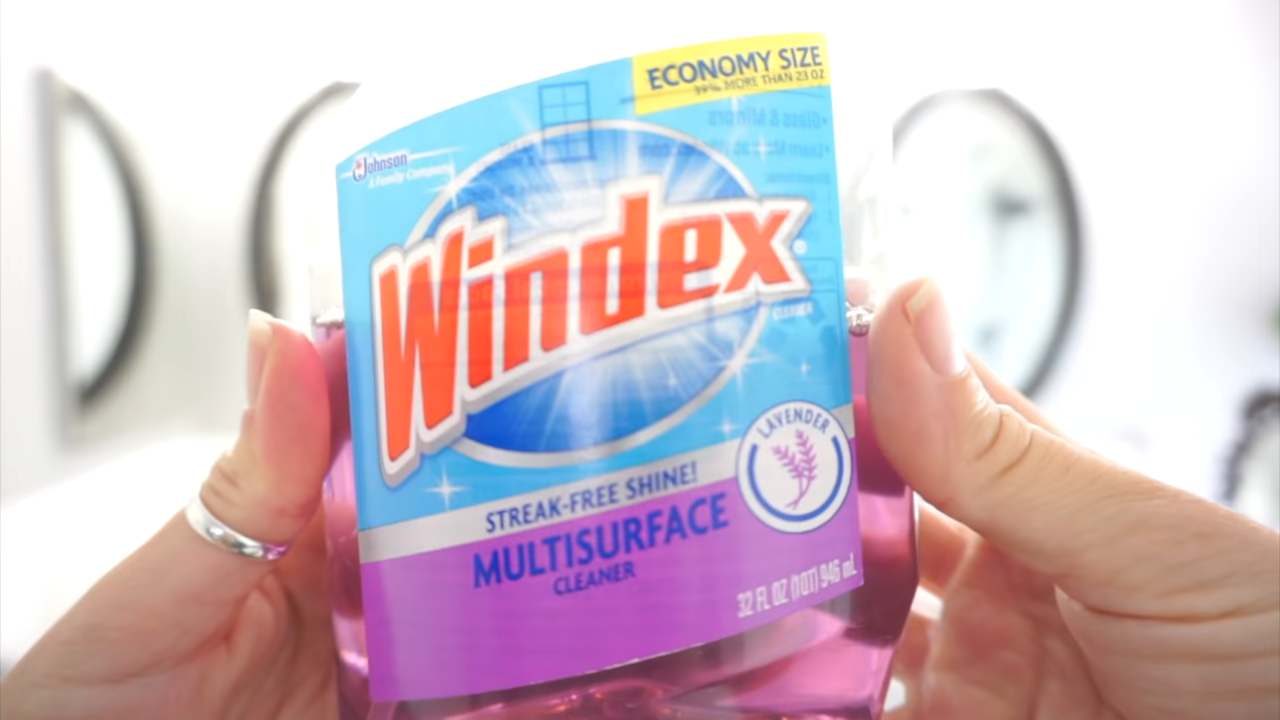 ECONOMY SIZE
39% MORE THAN 23 OZ
Johnson
A Family Company
Windex
®
CLEANER
STREAK-FREE SHINE!
LAVENDER
MULTISURFACE
CLEANER
32 FL OZ (1QT) 946 mL